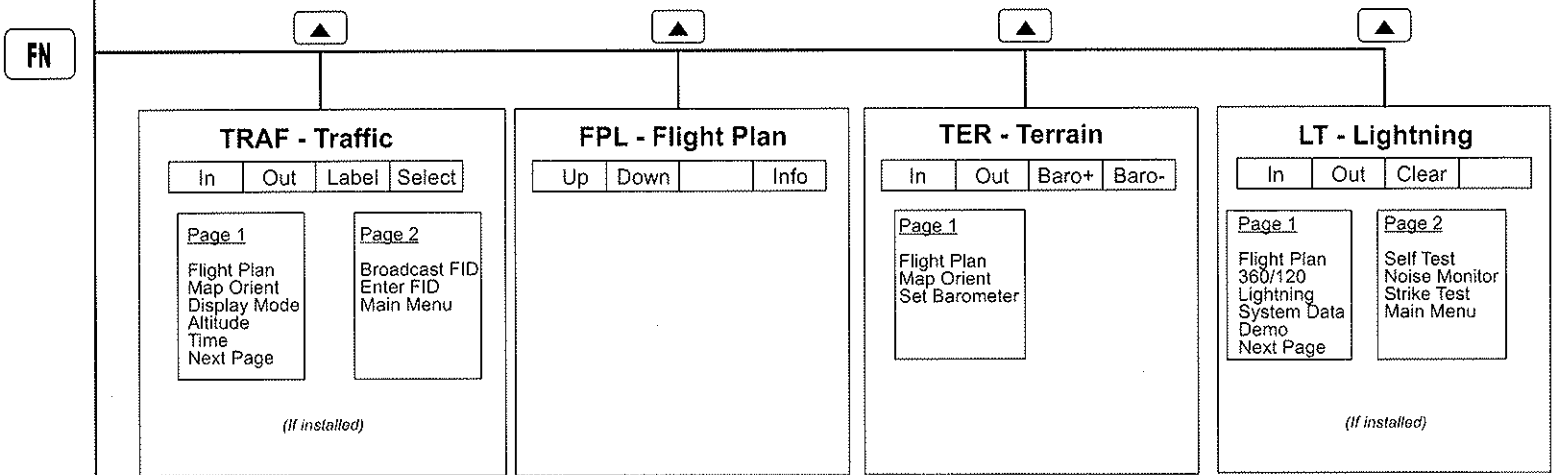 FN
TRAF - Traffic
In Out Label Select
Page 1
Flight Plan
Map Orient
Display Mode
Altitude
Time
Next Page
Page 2
Broadcast FID
Enter FID
Main Menu
(If installed)
FPL - Flight Plan
Up Down Info
TER - Terrain
In Out Baro+ Baro-
Page 1
Flight Plan
Map Orient
Set Barometer
LT - Lightning
In Out Clear
Page 1
Flight Plan
360/120
Lightning
System Data
Demo
Next Page
Page 2
Self Test
Noise Monitor
Strike Test
Main Menu
(If installed)